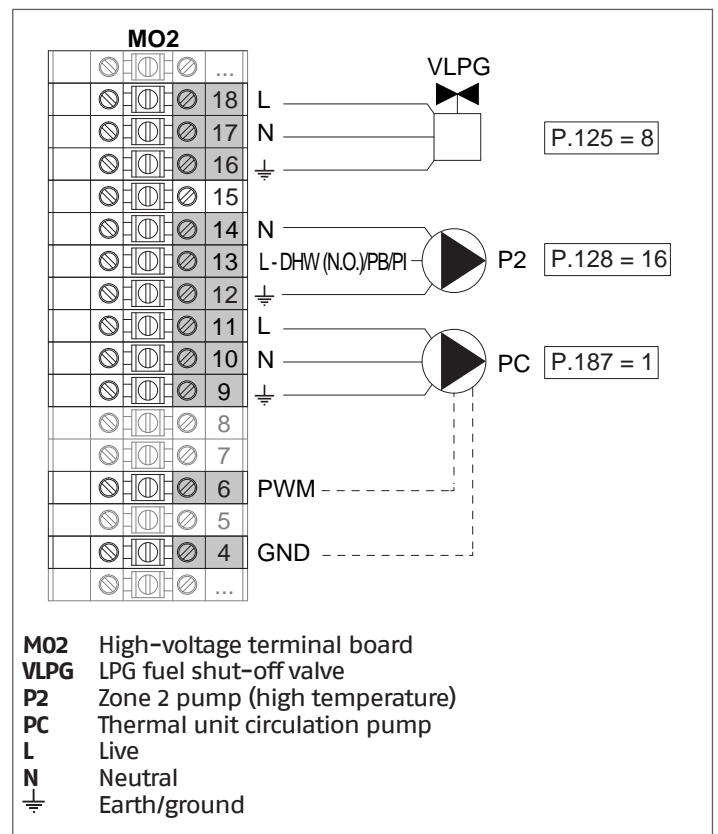 MO2
...
VLPG
18 L
17 N
P.125 = 8
16 ⏚
15
14 N
13 L - DHW (N.O.)/PB/PI P2 P.128 = 16
12 ⏚
11 L
10 N PC P.187 = 1
9 ⏚
8
7
6 PWM
5
4 GND
...
M02 High-voltage terminal board
VLPG LPG fuel shut-off valve
P2 Zone 2 pump (high temperature)
PC Thermal unit circulation pump
L Live
N Neutral
⏚ Earth/ground